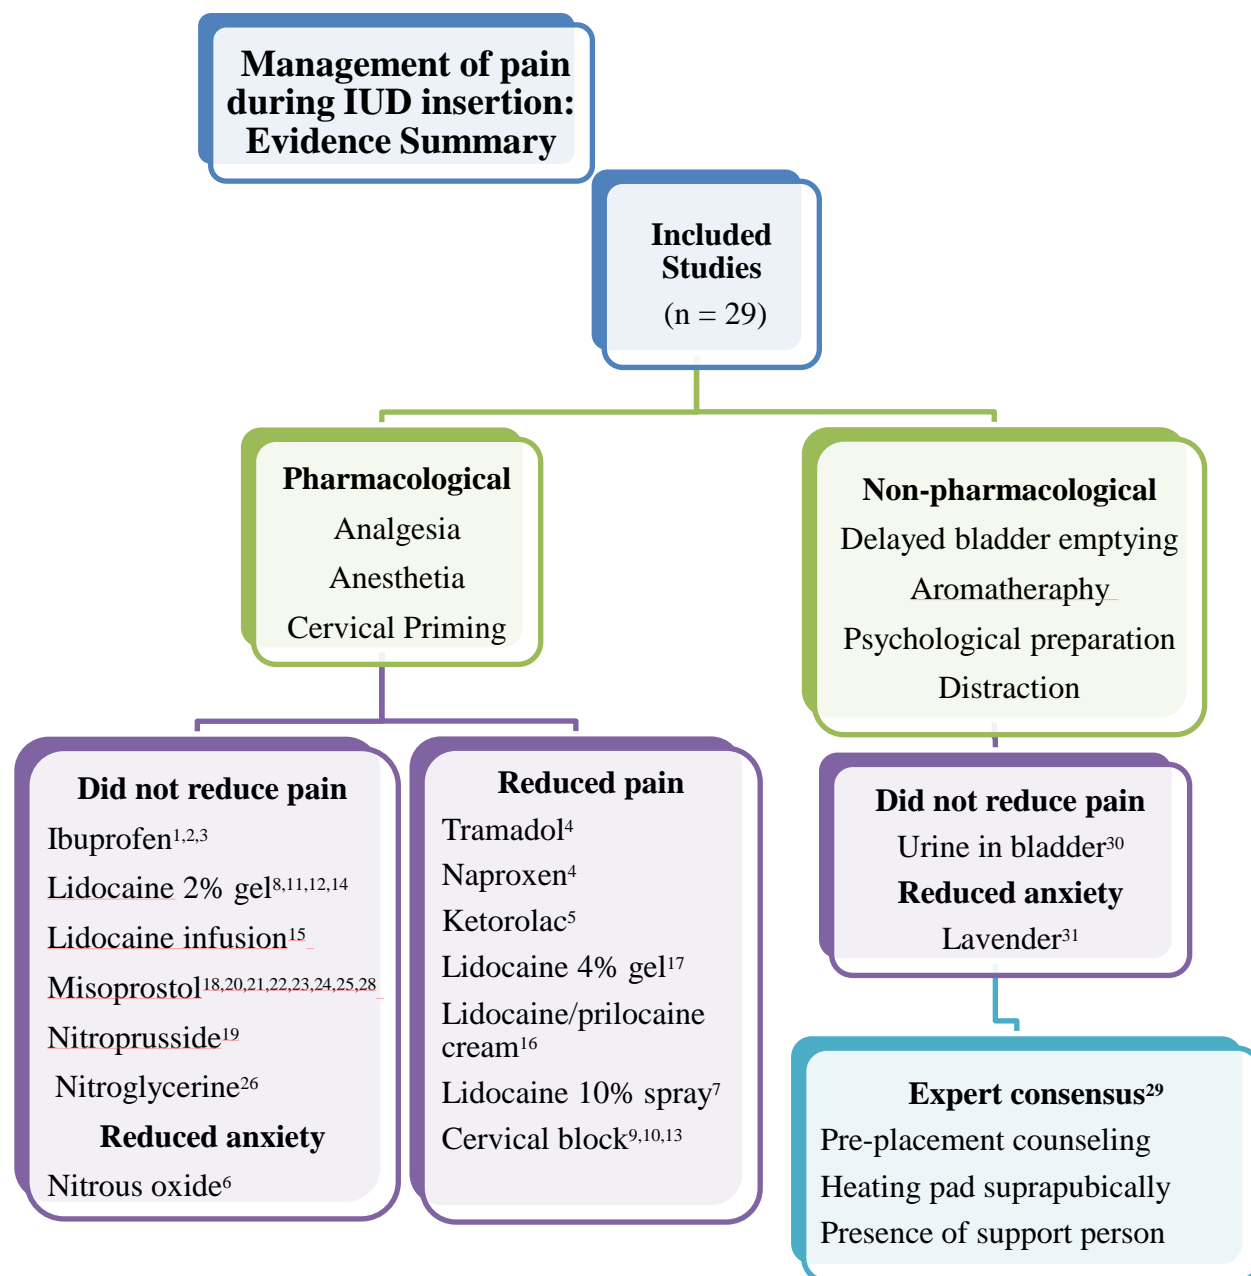 Management of pain
during IUD insertion:
Evidence Summary
Included
Studies
(n = 29)
Pharmacological
Analgesia
Anesthetia
Cervical Priming
Non-pharmacological
Delayed bladder emptying
Aromatheraphy
Psychological preparation
Distraction
Did not reduce pain
Ibuprofen1,2,3
Lidocaine 2% gel8,11,12,14
Lidocaine infusion15
Misoprostol18,20,21,22,23,24,25,28
Nitroprusside19
Nitroglycerine26
Reduced anxiety
Nitrous oxide6
Reduced pain
Tramadol4
Naproxen4
Ketorolac5
Lidocaine 4% gel17
Lidocaine/prilocaine
cream16
Lidocaine 10% spray7
Cervical block9,10,13
Did not reduce pain
Urine in bladder30
Reduced anxiety
Lavender31
Expert consensus29
Pre-placement counseling
Heating pad suprapubically
Presence of support person